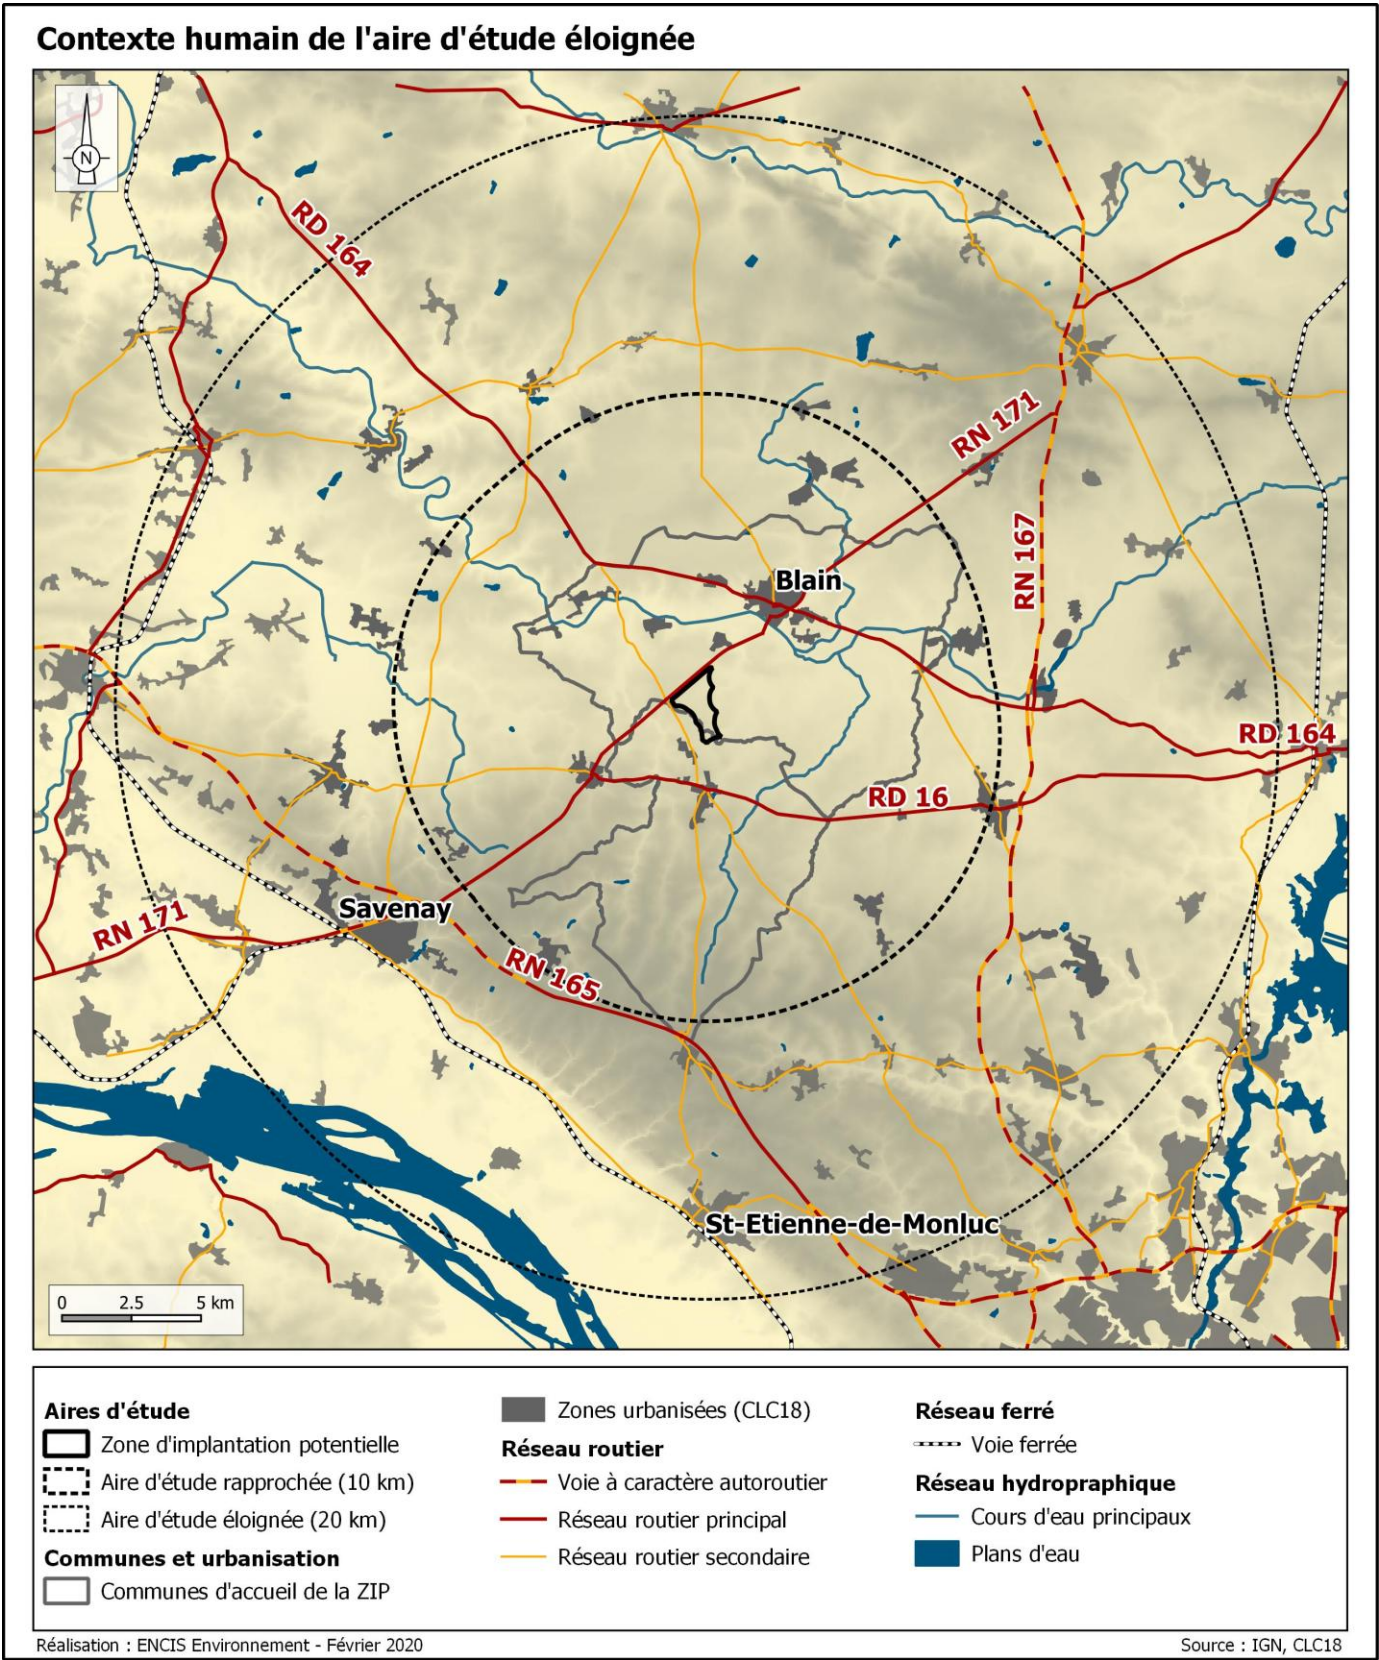 Contexte humain de l'aire d'étude éloignée
N
RD 164
RN 171
RN 167
Blain
RD 164
RD 16
Savenay
RN 171
RN 165
St-Etienne-de-Monluc
0 2.5 5 km
Aires d'étude
Zone d'implantation potentielle
Aire d'étude rapprochée (10 km)
Aire d'étude éloignée (20 km)
Communes et urbanisation
Communes d'accueil de la ZIP
Zones urbanisées (CLC18)
Réseau routier
Voie à caractère autoroutier
Réseau routier principal
Réseau routier secondaire
Réseau ferré
Voie ferrée
Réseau hydropraphique
Cours d'eau principaux
Plans d'eau
Réalisation : ENCIS Environnement - Février 2020
Source : IGN, CLC18